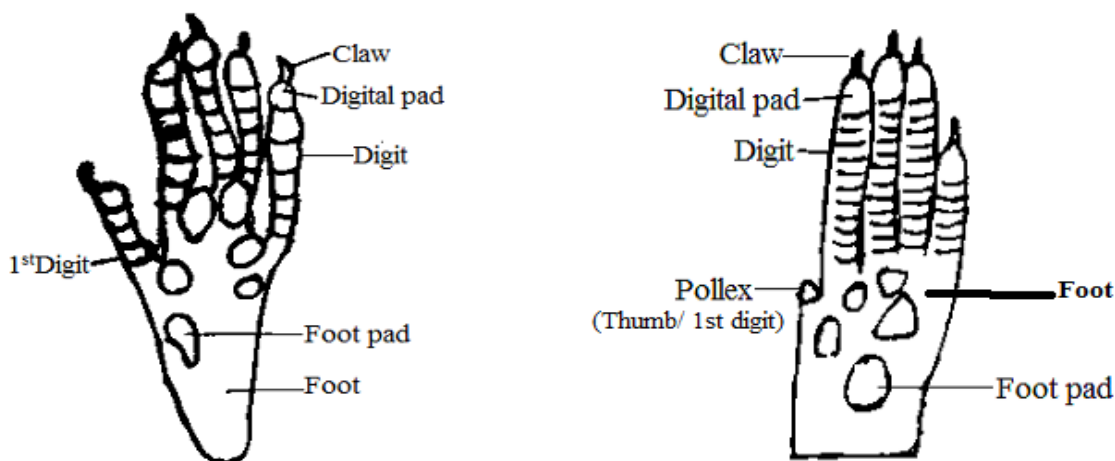 Claw
Digital pad
Digit
1stDigit
Foot pad
Foot
Claw
Digital pad
Digit
Pollex
(Thumb/ 1st digit)
Foot
Foot pad